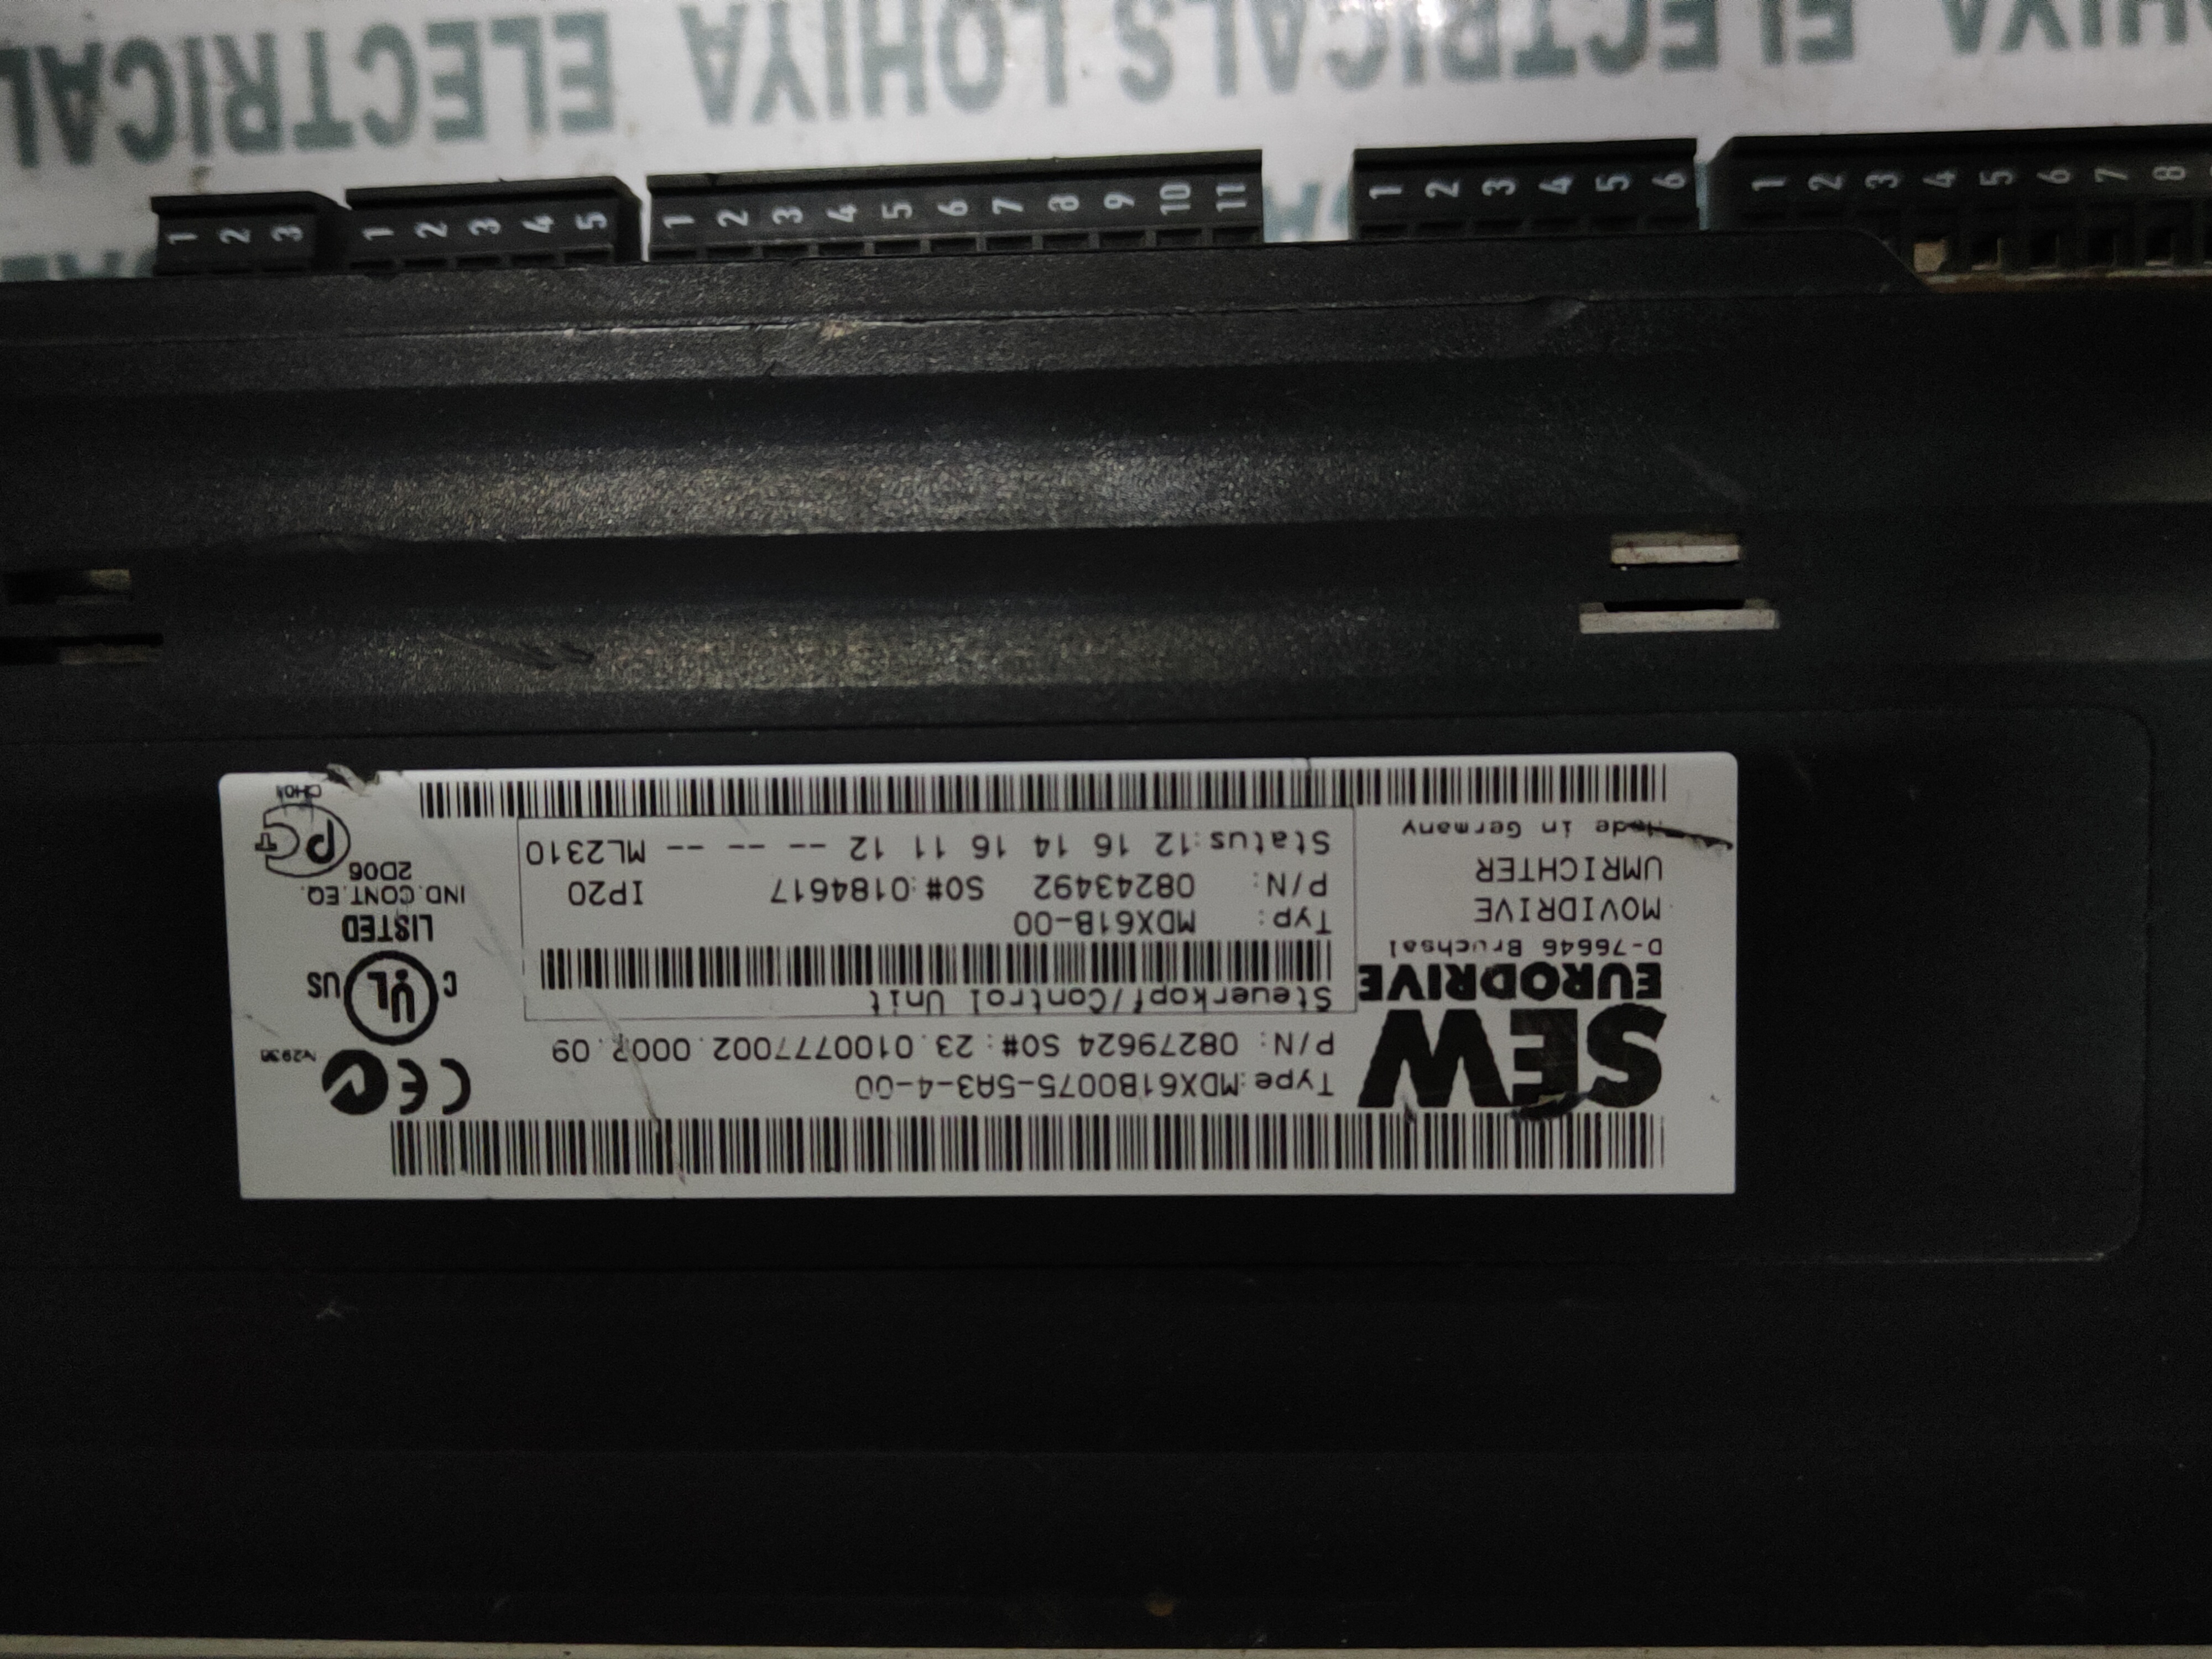 SEW
EURODRIVE
D-76646 Bruchsal
MOVIDRIVE
UMRICHTER
Made in Germany
Type:MDX61B0075-5A3-4-00
P/N: 08279624 SO#: 23.0100777002.0002.09
Steuerkopf/Control Unit
Typ: MDX61B-00
P/N: 08243492 SO#:0184617 IP20
Status:12 16 14 16 11 12 -- -- -- ML2310
CE
N2936
C UL US
LISTED
IND.CONT.EQ.
2D06
PCT
LOHIYA ELECTRICALS LOHIYA ELECTRICAL
1 2 3
1 2 3 4 5
1 2 3 4 5 6 7 8 9 10 11
1 2 3 4 5 6
1 2 3 4 5 6 7 8